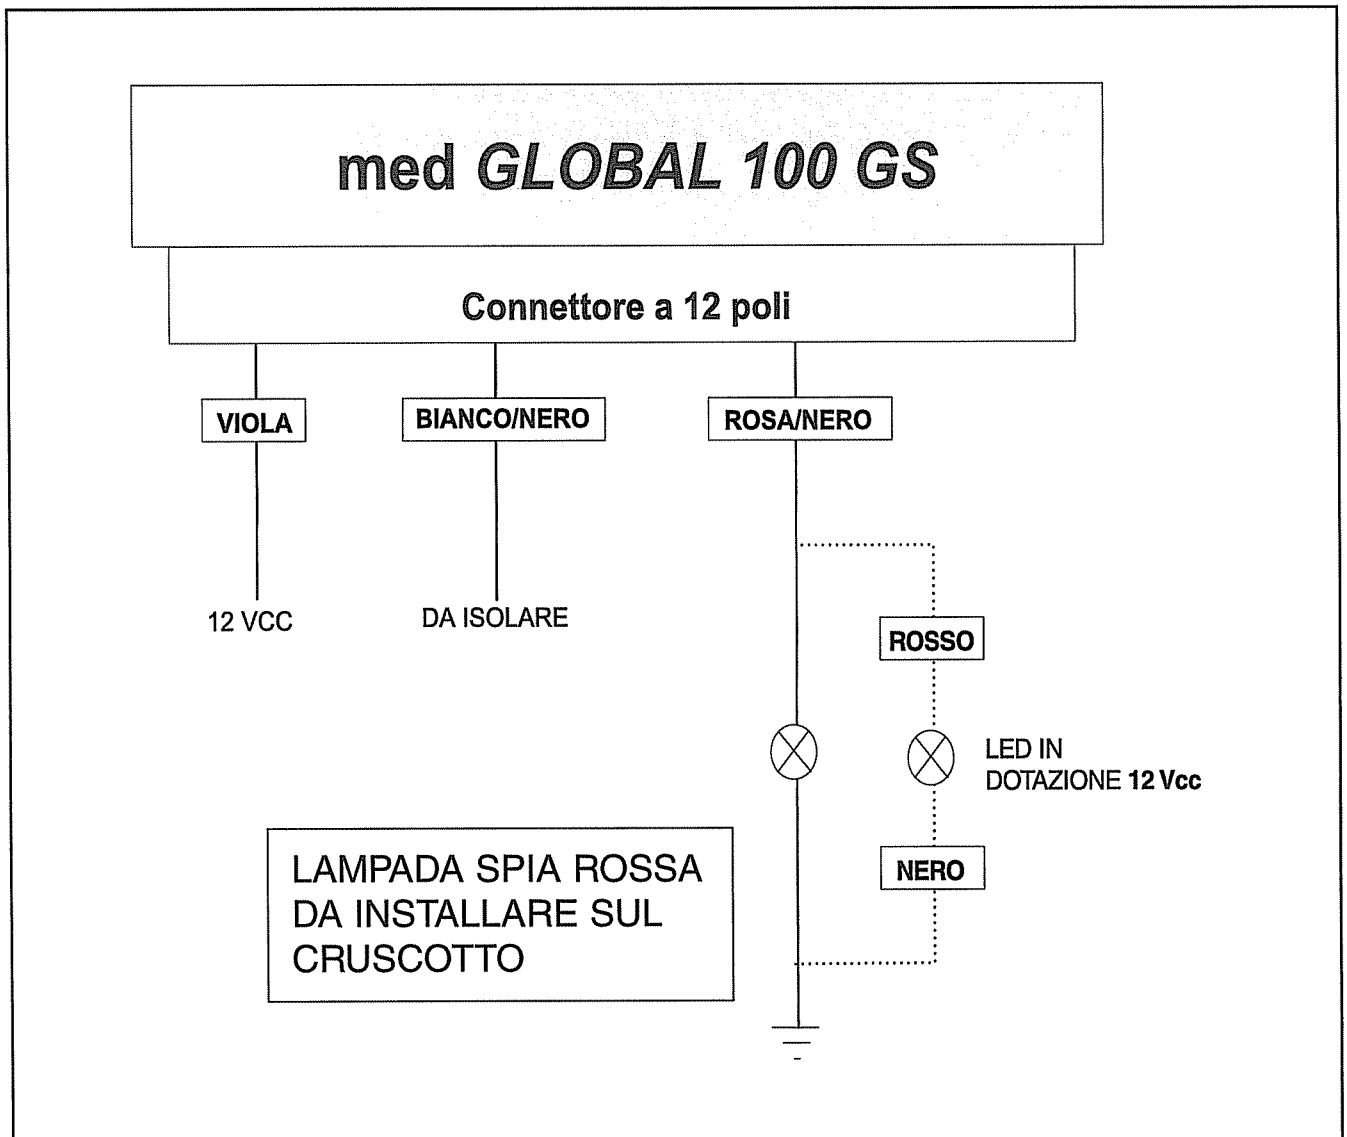 med GLOBAL 100 GS
Connettore a 12 poli
VIOLA
BIANCO/NERO
ROSA/NERO
12 VCC
DA ISOLARE
ROSSO
LED IN
DOTAZIONE 12 Vcc
NERO
LAMPADA SPIA ROSSA
DA INSTALLARE SUL
CRUSCOTTO